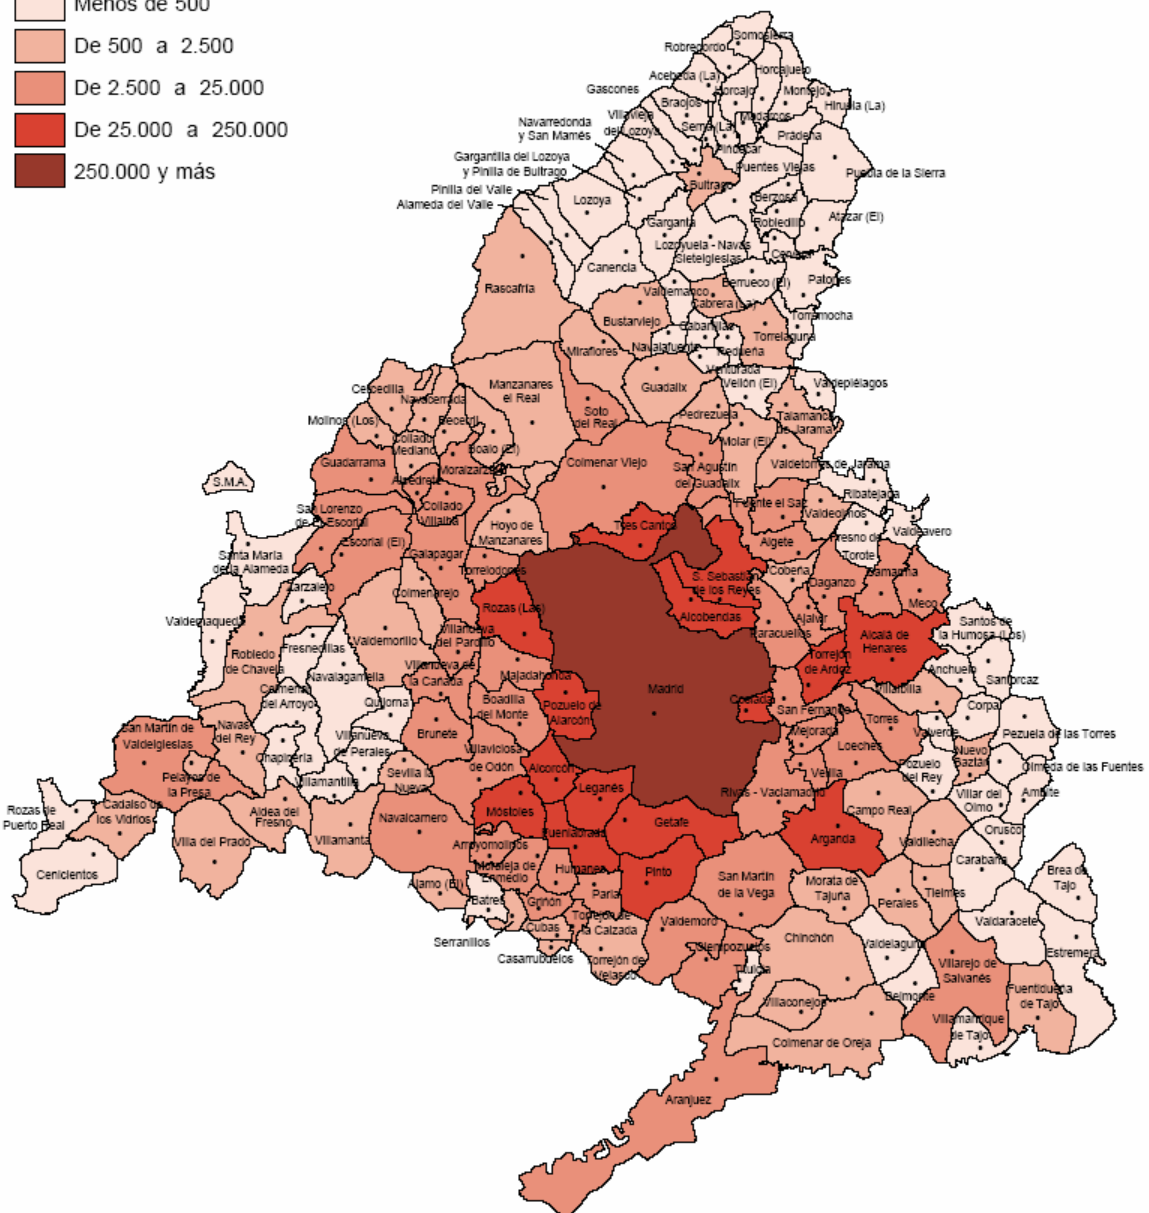 Menos de 500
De 500 a 2.500
De 2.500 a 25.000
De 25.000 a 250.000
250.000 y más
Somosierra
Robregordo
Horcajuelo
Acebeda (La)
Gascones
Horcajo
Montejo
Braojos
Hiruela (La)
Villavieja
del Lozoya
Navarredonda
y San Mamés
Serna (La)
Madarcos
Prádena
Piñuécar
Gargantilla del Lozoya
y Pinilla de Buitrago
Puentes Viejas
Puebla de la Sierra
Buitrago
Pinilla del Valle
Alameda del Valle
Lozoya
Berzosa
Robledillo
Atazar (El)
Garganta
Lozoyuela - Navas
Sieteiglesias
Cervera
Canencia
Rascafría
Berrueco (El)
Patones
Valdemanco
Cabrera (La)
Bustarviejo
Torremocha
Cabanillas
Torrelaguna
Navalafuente
Redueña
Miraflores
Venturada
Guadalix
Vellón (El)
Valdepiélagos
Cercedilla
Navacerrada
Manzanares
el Real
Soto
del Real
Pedrezuela
Talamanca
de Jarama
Molinos (Los)
Becerril
Collado
Mediano
Boalo (El)
Molar (El)
Guadarrama
Moralzarzal
Colmenar Viejo
San Agustín
del Guadalix
Valdetorres de Jarama
S.M.A.
Alpedrete
Ribatejada
San Lorenzo
de El Escorial
Collado
Villalba
Fuente el Saz
Valdeolmos
Hoyo de
Manzanares
Tres Cantos
Valdeavero
Escorial (El)
Algete
Fresno de
Torote
Santa María
de la Alameda
Galapagar
Torrelodones
Cobeña
Daganzo
Camarma
Zarzalejo
Colmenarejo
S. Sebastián
de los Reyes
Meco
Rozas (Las)
Alcobendas
Ajalvir
Valdemaqueda
Paracuellos
Santos de
la Humosa (Los)
Villanueva
del Pardillo
Valdemorillo
Alcalá de
Henares
Fresnedillas
Robledo
de Chavela
Torrejón
de Ardoz
Villanueva de
la Cañada
Navalagamella
Majadahonda
Anchuelo
Santorcaz
Colmenar
del Arroyo
Quijorna
Boadilla
del Monte
Pozuelo de
Alarcón
Madrid
Coslada
Villalbilla
San Fernando
Corpa
San Martín de
Valdeiglesias
Navas
del Rey
Villanueva
de Perales
Brunete
Mejorada
Torres
Valverde
Pezuela de las Torres
Chapinería
Villaviciosa
de Odón
Loeches
Nuevo
Baztán
Pelayos de
la Presa
Villamantilla
Sevilla la
Nueva
Alcorcón
Velilla
Pozuelo
del Rey
Olmeda de las Fuentes
Leganés
Rivas - Vaciamadrid
Villar del
Olmo
Ambite
Rozas de
Puerto Real
Cadalso de
los Vidrios
Aldea del
Fresno
Móstoles
Campo Real
Navalcarnero
Getafe
Villa del Prado
Villamanta
Fuenlabrada
Arganda
Valdilecha
Orusco
Arroyomolinos
Carabaña
Moraleja de
Enmedio
Humanes
Pinto
Cenicientos
San Martín
de la Vega
Morata de
Tajuña
Brea de
Tajo
Álamo (El)
Parla
Tielmes
Batres
Griñón
Perales
Torrejón de
la Calzada
Valdemoro
Valdaracete
Cubas
Serranillos
Chinchón
Valdelaguna
Ciempozuelos
Casarrubuelos
Torrejón de
Velasco
Estremera
Titulcia
Villarejo de
Salvanés
Belmonte
Fuentidueña
de Tajo
Villaconejos
Villamanrique
de Tajo
Colmenar de Oreja
Aranjuez